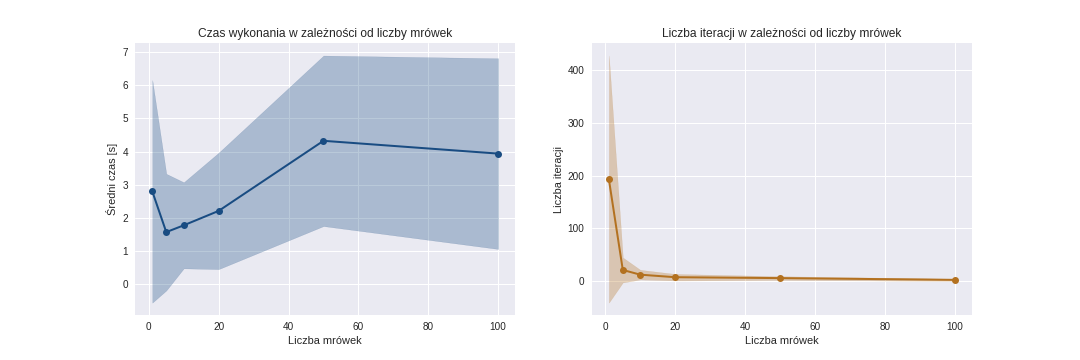 Czas wykonania w zależności od liczby mrówek
7
6
5
4
3
2
1
0
Średni czas [s]
0 20 40 60 80 100
Liczba mrówek
Liczba iteracji w zależności od liczby mrówek
400
300
200
100
0
Liczba iteracji
0 20 40 60 80 100
Liczba mrówek